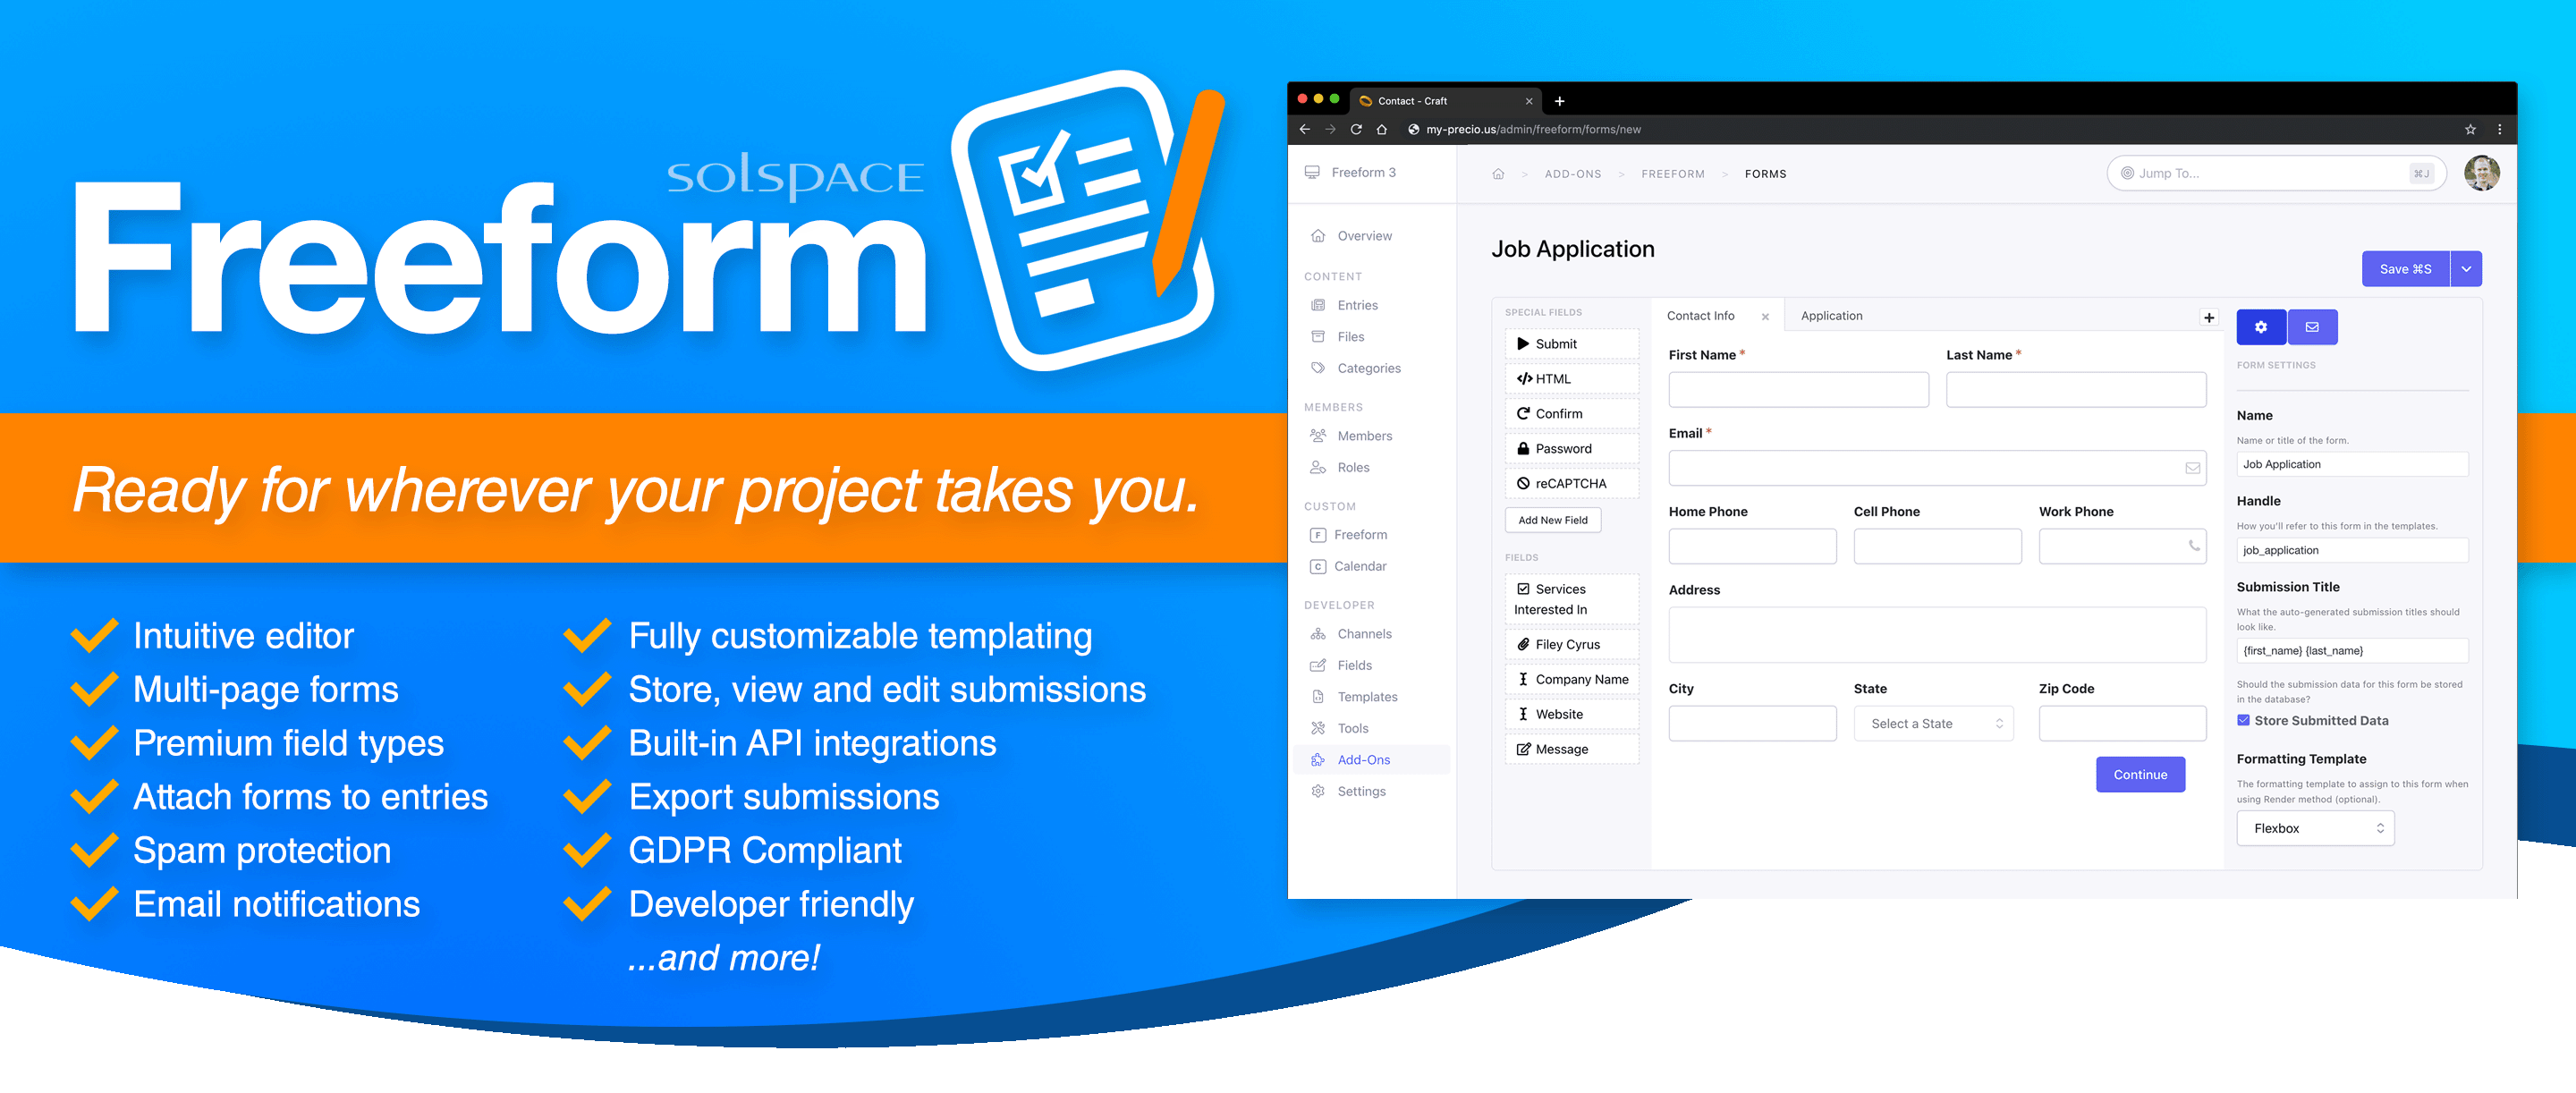 solspace
Freeform
Ready for wherever your project takes you.
Intuitive editor
Multi-page forms
Premium field types
Attach forms to entries
Spam protection
Email notifications
Fully customizable templating
Store, view and edit submissions
Built-in API integrations
Export submissions
GDPR Compliant
Developer friendly
...and more!
Contact - Craft
my-precio.us/admin/freeform/forms/new
Freeform 3
ADD-ONS > FREEFORM > FORMS
Jump To...
⌘J
Overview
CONTENT
Entries
Files
Categories
MEMBERS
Members
Roles
CUSTOM
F Freeform
C Calendar
DEVELOPER
Channels
Fields
Templates
Tools
Add-Ons
Settings
Job Application
Save ⌘S
SPECIAL FIELDS
Submit
HTML
Confirm
Password
reCAPTCHA
Add New Field
FIELDS
Services
Interested In
Filey Cyrus
Company Name
Website
Message
Contact Info
Application
First Name *
Last Name *
Email *
Home Phone
Cell Phone
Work Phone
Address
City
State
Zip Code
Select a State
Continue
FORM SETTINGS
Name
Name or title of the form.
Job Application
Handle
How you'll refer to this form in the templates.
job_application
Submission Title
What the auto-generated submission titles should
look like.
{first_name} {last_name}
Should the submission data for this form be stored
in the database?
Store Submitted Data
Formatting Template
The formatting template to assign to this form when
using Render method (optional).
Flexbox